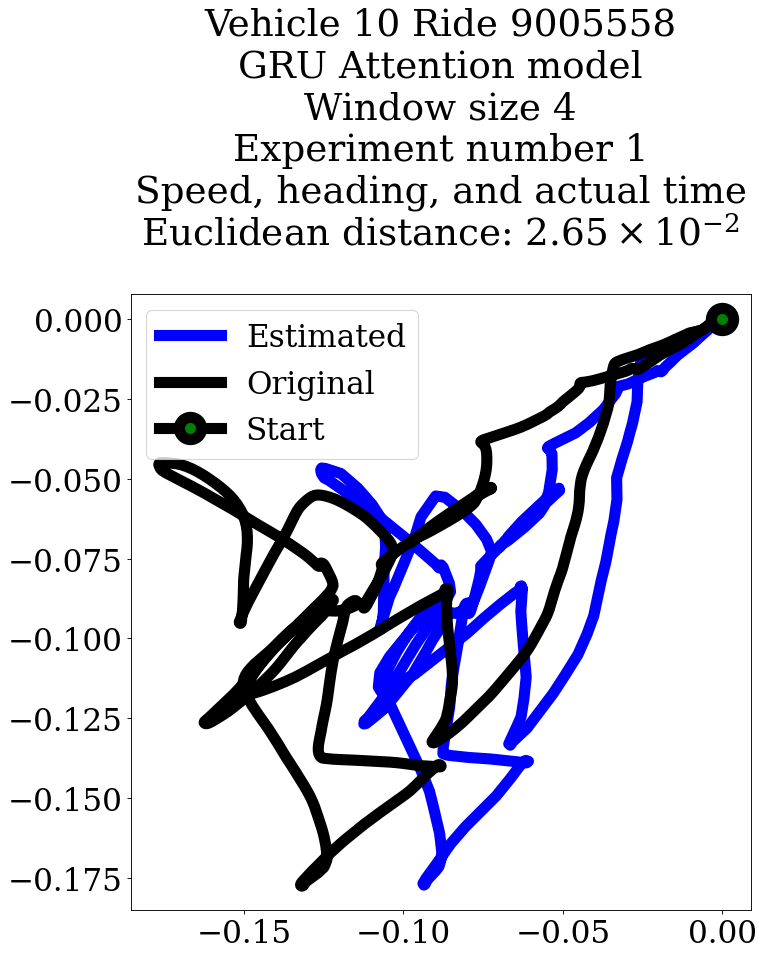 Vehicle 10 Ride 9005558
GRU Attention model
Window size 4
Experiment number 1
Speed, heading, and actual time
Euclidean distance: 2.65 × 10⁻²
Estimated
Original
Start
0.000
−0.025
−0.050
−0.075
−0.100
−0.125
−0.150
−0.175
−0.15
−0.10
−0.05
0.00